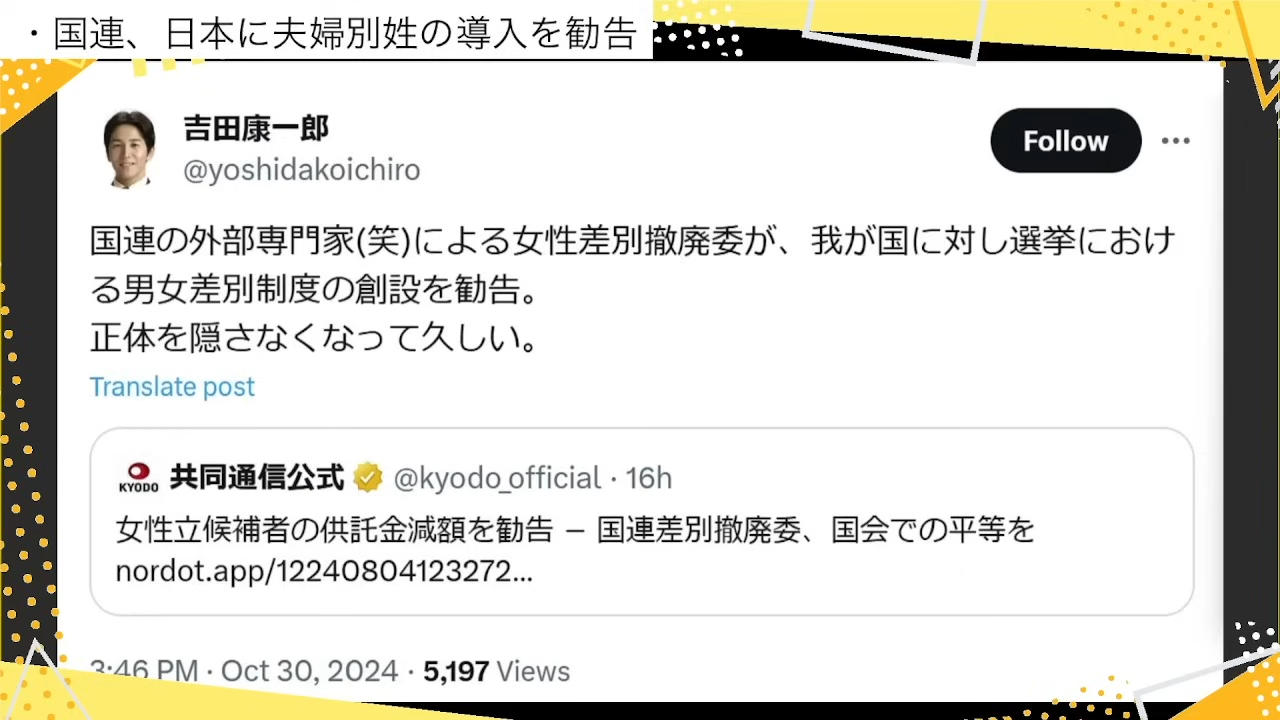 ・国連、日本に夫婦別姓の導入を勧告
吉田康一郎
@yoshidakoichiro
Follow
国連の外部専門家(笑)による女性差別撤廃委が、我が国に対し選挙におけ
る男女差別制度の創設を勧告。
正体を隠さなくなって久しい。
Translate post
KYODO
共同通信公式 @kyodo_official · 16h
女性立候補者の供託金減額を勧告 − 国連差別撤廃委、国会での平等を
nordot.app/12240804123272…
3:46 PM · Oct 30, 2024 · 5,197 Views